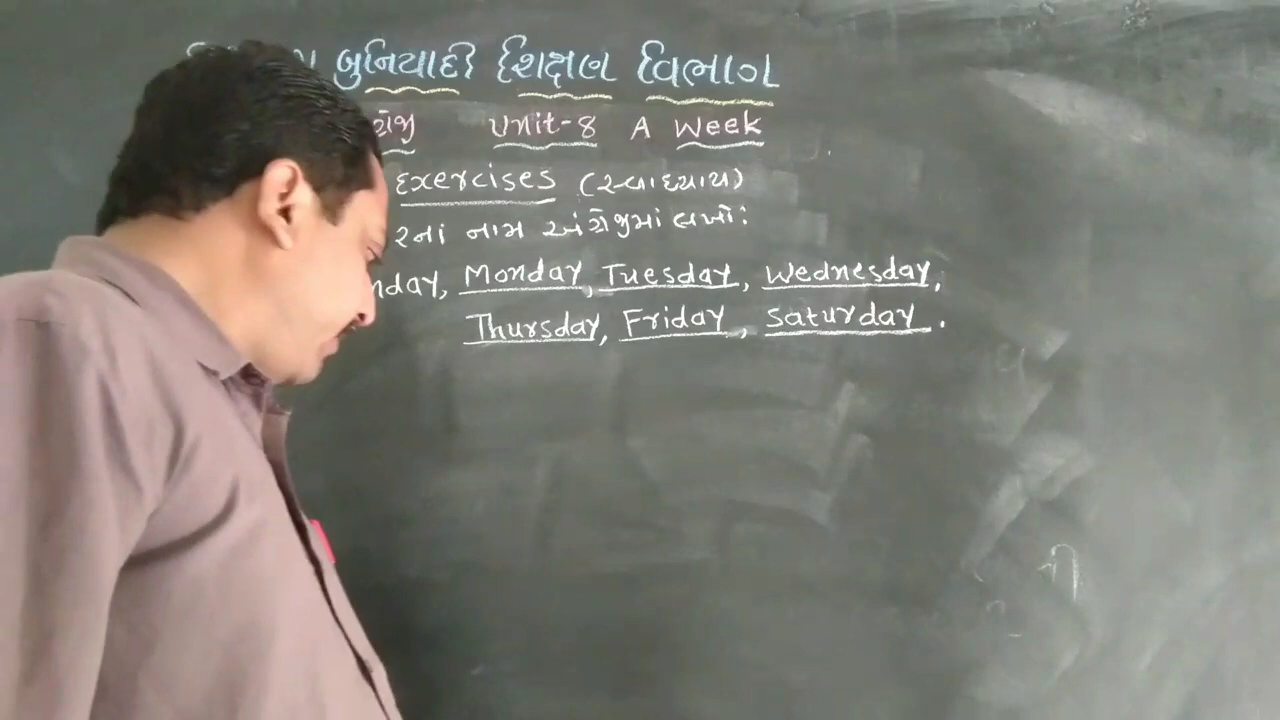 બુનિયાદી શિક્ષણ વિભાગ
Unit-8 A Week
Exercises (સ્વાધ્યાય)
નામ અંગ્રેજીમાં લખો:
Monday, Tuesday, Wednesday,
Thursday, Friday, Saturday.